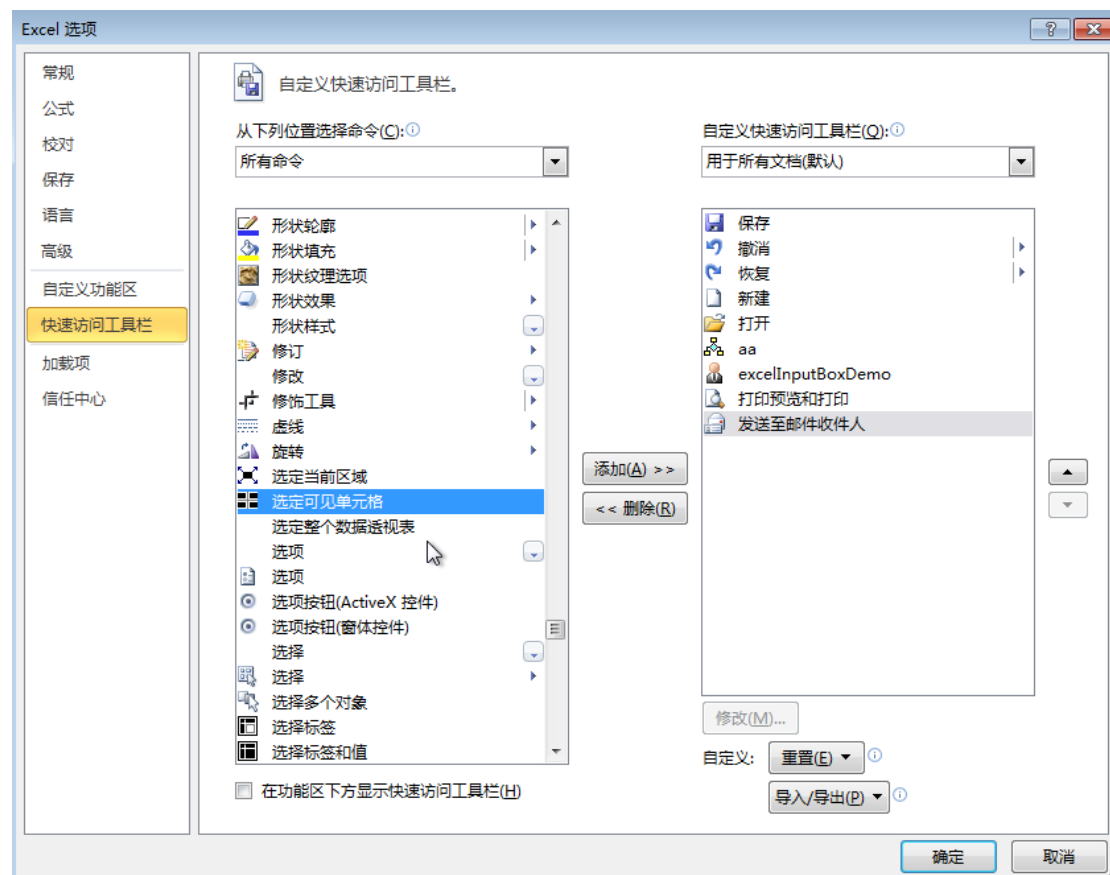 Excel 选项
常规
公式
校对
保存
语言
高级
自定义功能区
快速访问工具栏
加载项
信任中心
自定义快速访问工具栏。
从下列位置选择命令(C):
所有命令
形状轮廓
形状填充
形状纹理选项
形状效果
形状样式
修订
修改
修饰工具
虚线
旋转
选定当前区域
选定可见单元格
选定整个数据透视表
选项
选项
选项按钮(ActiveX 控件)
选项按钮(窗体控件)
选择
选择
选择多个对象
选择标签
选择标签和值
在功能区下方显示快速访问工具栏(H)
添加(A) >>
<< 删除(R)
自定义快速访问工具栏(Q):
用于所有文档(默认)
保存
撤消
恢复
新建
打开
aa
excelInputBoxDemo
打印预览和打印
发送至邮件收件人
修改(M)...
自定义:
重置(E)
导入/导出(P)
确定
取消